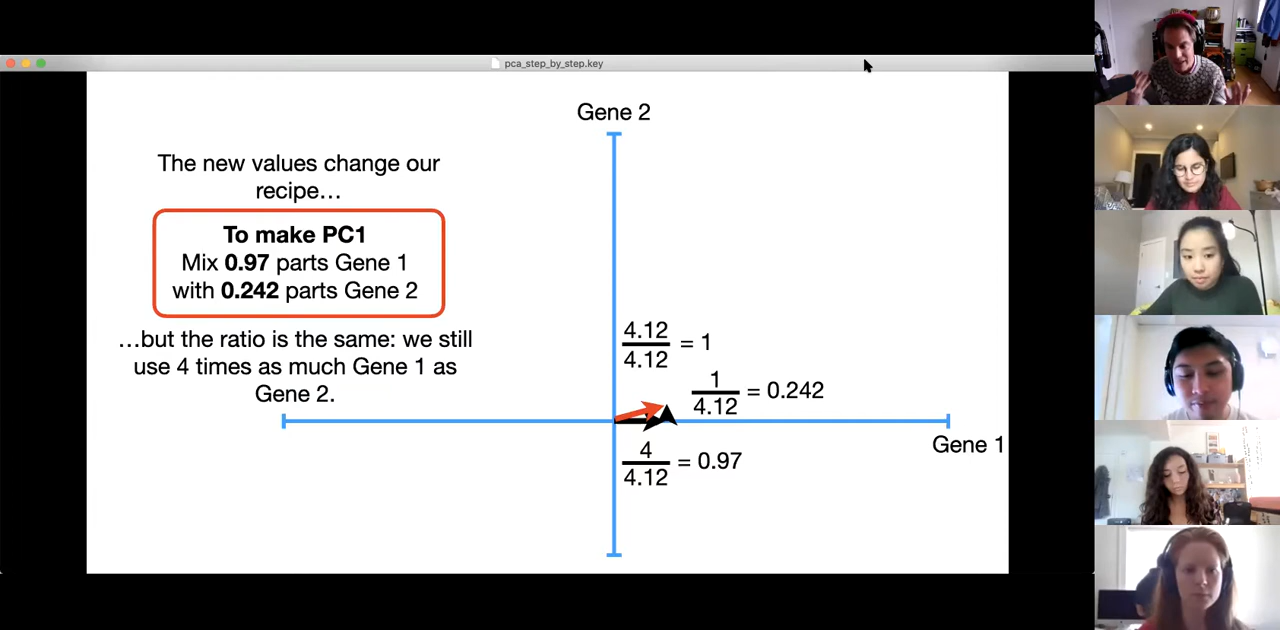 pca_step_by_step.key
Gene 2
The new values change our
recipe…
To make PC1
Mix 0.97 parts Gene 1
with 0.242 parts Gene 2
…but the ratio is the same: we still
use 4 times as much Gene 1 as
Gene 2.
4.12
4.12
= 1
1
4.12
= 0.242
Gene 1
4
4.12
= 0.97